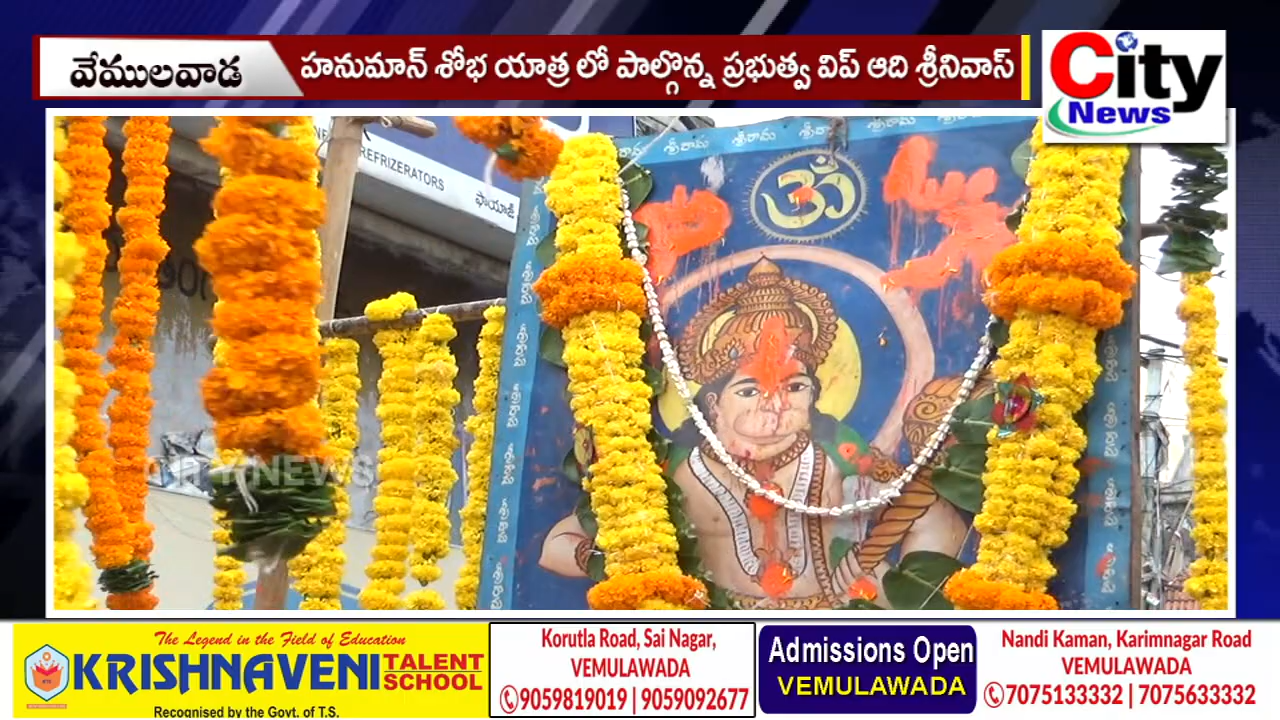 వేములవాడ
హనుమాన్ శోభ యాత్ర లో పాల్గొన్న ప్రభుత్వ విప్ ఆది శ్రీనివాస్
City
News
REFRIZERATORS
ఫాయాజ్
శ్రీరామ శ్రీరామ శ్రీరామ
ॐ
CITY NEWS
The Legend in the Field of Education
KRISHNAVENI TALENT SCHOOL
Recognised by the Govt. of T.S.
Korutla Road, Sai Nagar,
VEMULAWADA
9059819019 | 9059092677
Admissions Open
VEMULAWADA
Nandi Kaman, Karimnagar Road
VEMULAWADA
7075133332 | 7075633332